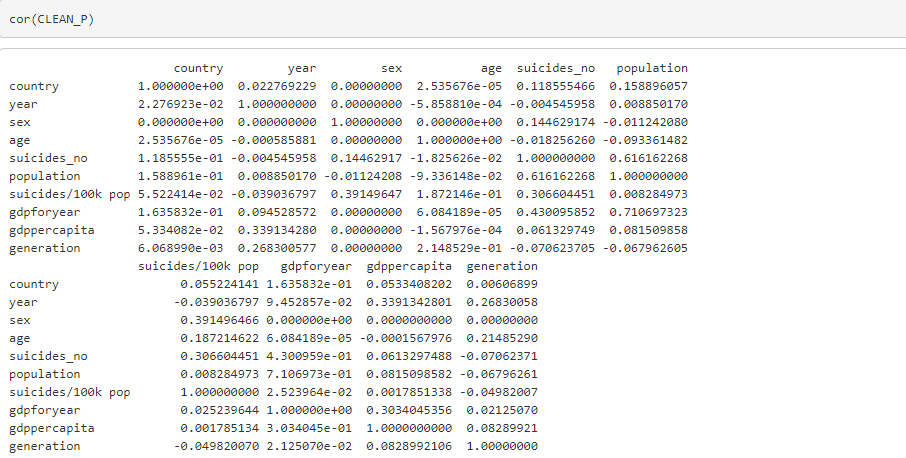 cor(CLEAN_P)
country year sex age suicides_no population
country 1.000000e+00 0.022769229 0.00000000 2.535676e-05 0.118555466 0.158896057
year 2.276923e-02 1.000000000 0.00000000 -5.858810e-04 -0.004545958 0.008850170
sex 0.000000e+00 0.000000000 1.00000000 0.000000e+00 0.144629174 -0.011242080
age 2.535676e-05 -0.000585881 0.00000000 1.000000e+00 -0.018256260 -0.093361482
suicides_no 1.185555e-01 -0.004545958 0.14462917 -1.825626e-02 1.000000000 0.616162268
population 1.588961e-01 0.008850170 -0.01124208 -9.336148e-02 0.616162268 1.000000000
suicides/100k pop 5.522414e-02 -0.039036797 0.39149647 1.872146e-01 0.306604451 0.008284973
gdpforyear 1.635832e-01 0.094528572 0.00000000 6.084189e-05 0.430095852 0.710697323
gdppercapita 5.334082e-02 0.339134280 0.00000000 -1.567976e-04 0.061329749 0.081509858
generation 6.068990e-03 0.268300577 0.00000000 2.148529e-01 -0.070623705 -0.067962605
suicides/100k pop gdpforyear gdppercapita generation
country 0.055224141 1.635832e-01 0.0533408202 0.00606899
year -0.039036797 9.452857e-02 0.3391342801 0.26830058
sex 0.391496466 0.000000e+00 0.0000000000 0.00000000
age 0.187214622 6.084189e-05 -0.0001567976 0.21485290
suicides_no 0.306604451 4.300959e-01 0.0613297488 -0.07062371
population 0.008284973 7.106973e-01 0.0815098582 -0.06796261
suicides/100k pop 1.000000000 2.523964e-02 0.0017851338 -0.04982007
gdpforyear 0.025239644 1.000000e+00 0.3034045356 0.02125070
gdppercapita 0.001785134 3.034045e-01 1.0000000000 0.08289921
generation -0.049820070 2.125070e-02 0.0828992106 1.00000000